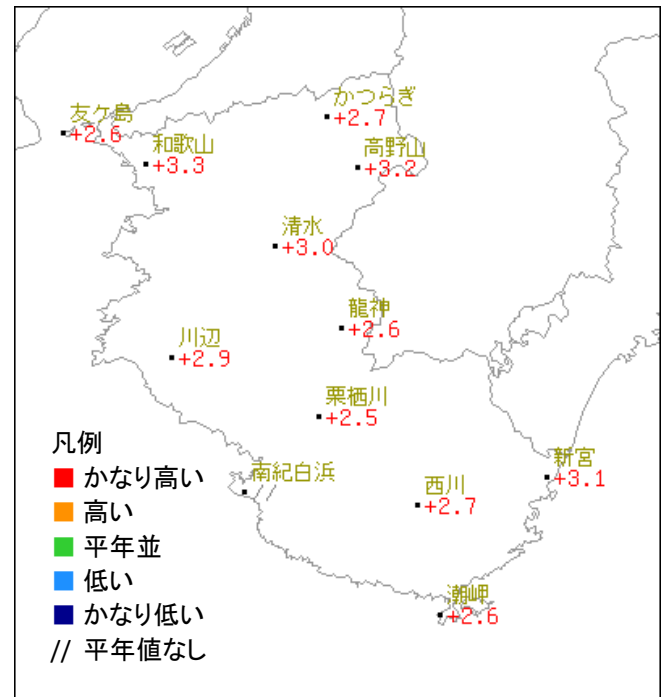 かつらぎ
+2.7
友ケ島
+2.6
和歌山
+3.3
高野山
+3.2
清水
+3.0
龍神
+2.6
川辺
+2.9
栗栖川
+2.5
南紀白浜
//
西川
+2.7
新宮
+3.1
潮岬
+2.6
凡例
かなり高い
高い
平年並
低い
かなり低い
// 平年値なし